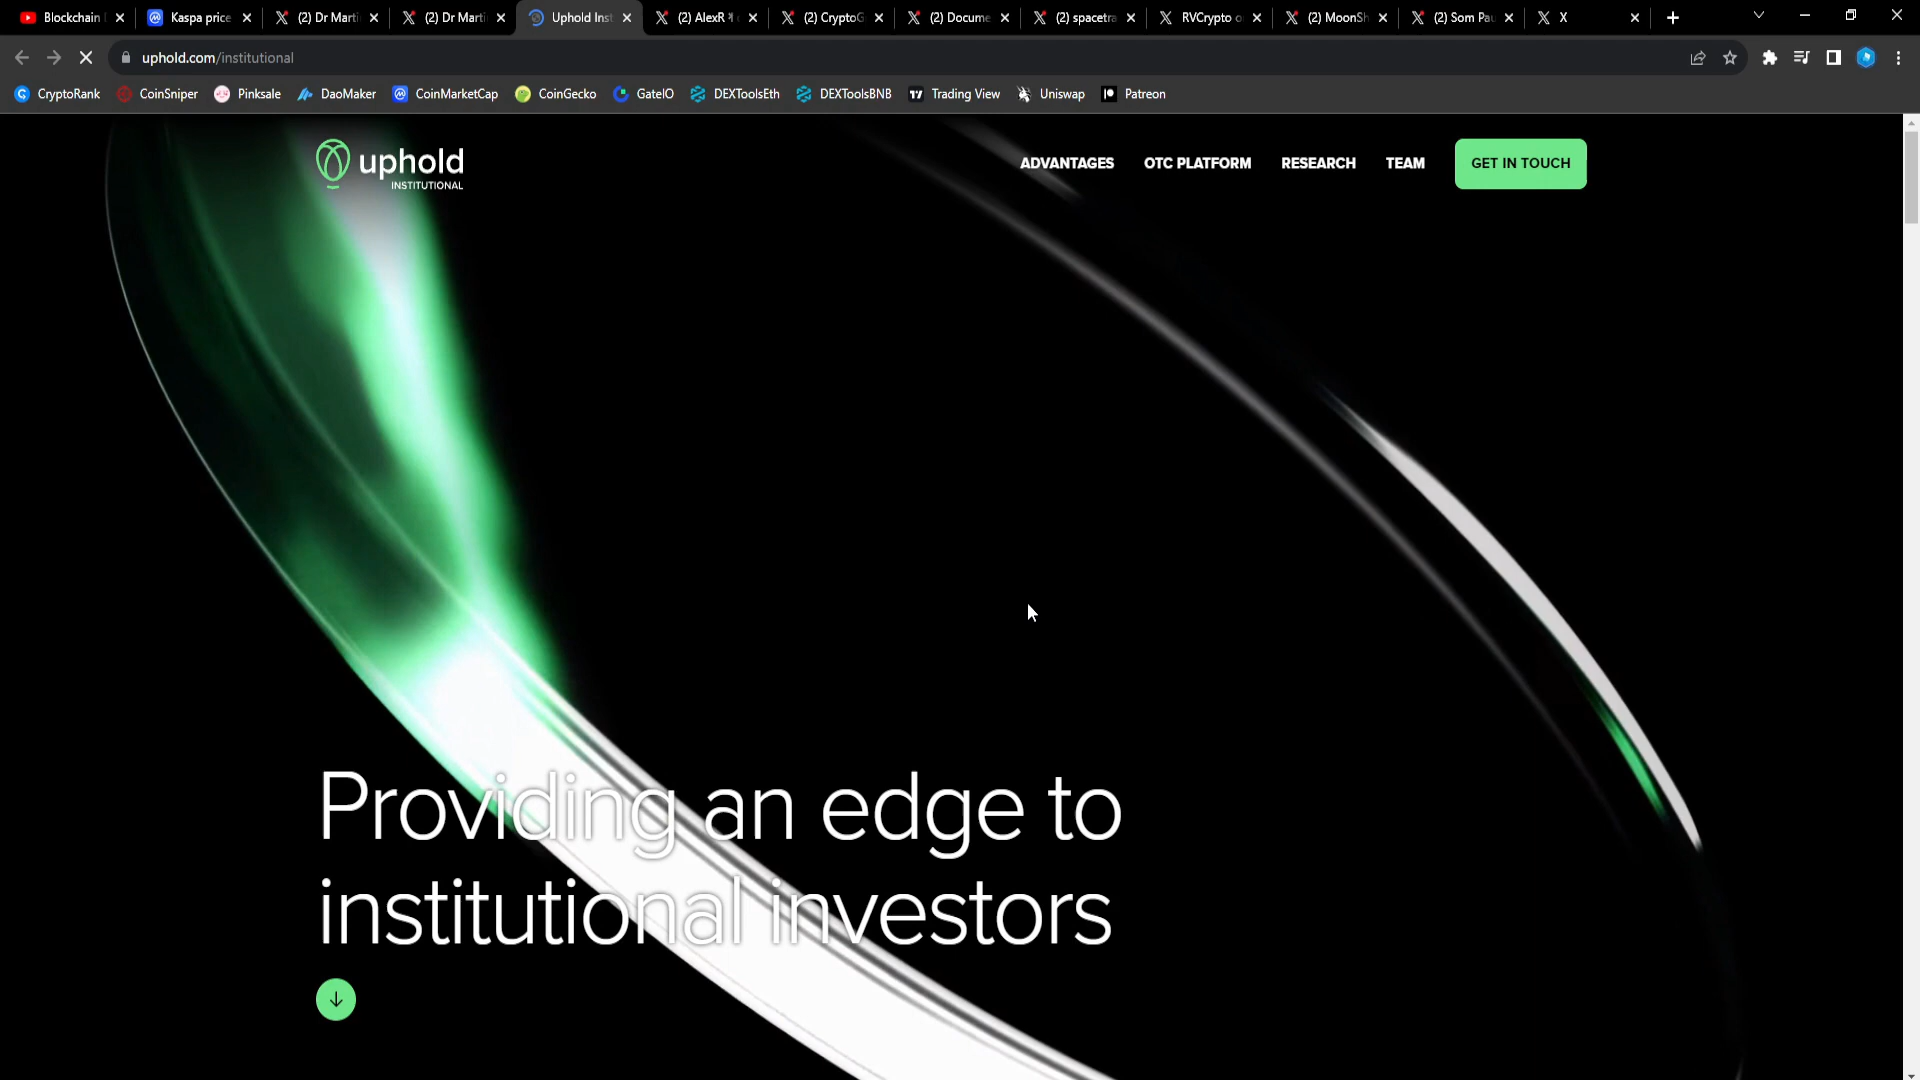 Blockchain
Kaspa price
(2) Dr Marti
(2) Dr Marti
Uphold Inst
(2) AlexR
(2) CryptoG
(2) Docume
(2) spacetra
RVCrypto o
(2) MoonSh
(2) Som Pau
X
uphold.com/institutional
CryptoRank
CoinSniper
Pinksale
DaoMaker
CoinMarketCap
CoinGecko
GateIO
DEXToolsEth
DEXToolsBNB
Trading View
Uniswap
Patreon
uphold
INSTITUTIONAL
ADVANTAGES
OTC PLATFORM
RESEARCH
TEAM
GET IN TOUCH
Providing an edge to
institutional investors